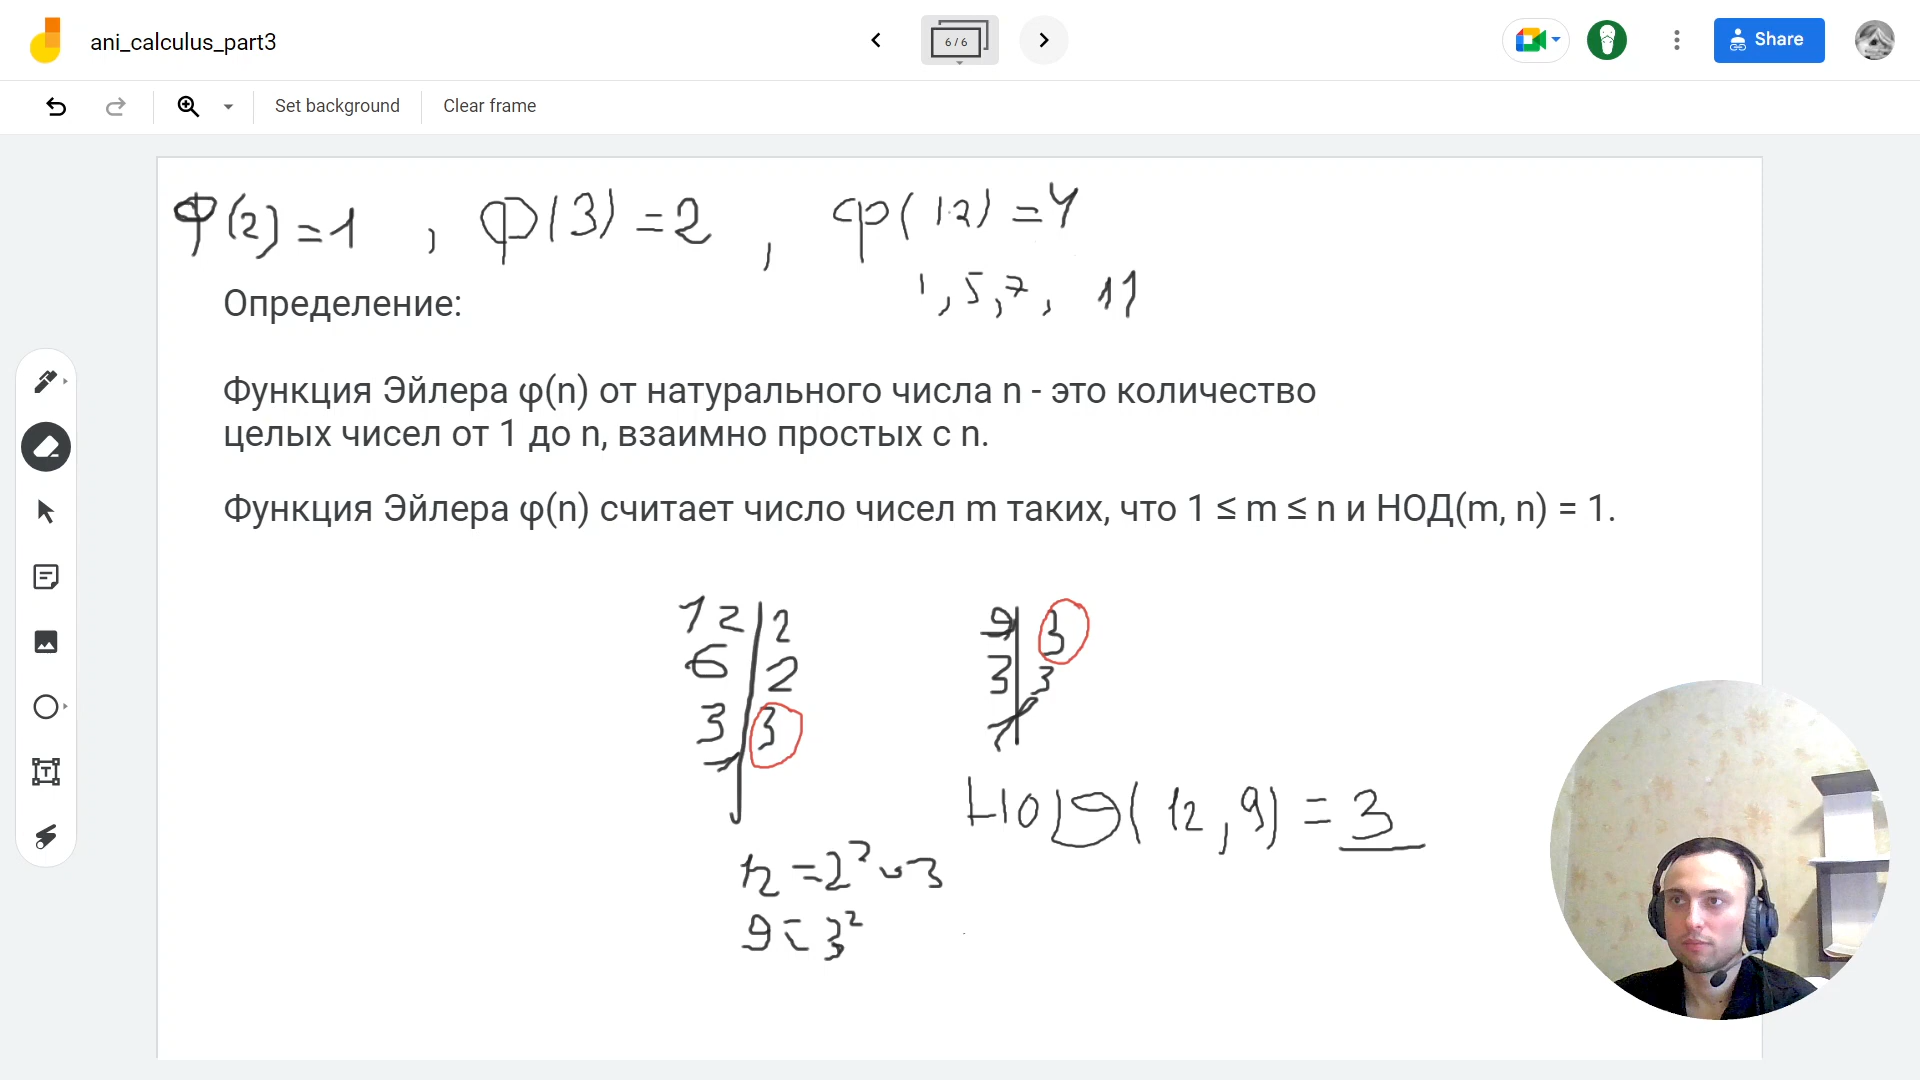 ani_calculus_part3
6 / 6
Share
Set background
Clear frame
φ(2) = 1 , φ(3) = 2 , φ(12) = 4
1, 5, 7, 11
Определение:
Функция Эйлера φ(n) от натурального числа n - это количество
целых чисел от 1 до n, взаимно простых с n.
Функция Эйлера φ(n) считает число чисел m таких, что 1 ≤ m ≤ n и НОД(m, n) = 1.
12 | 2
6 | 2
3 | 3
1 |
9 | 3
3 | 3
1 |
НОД(12, 9) = 3
12 = 2² · 3
9 = 3²